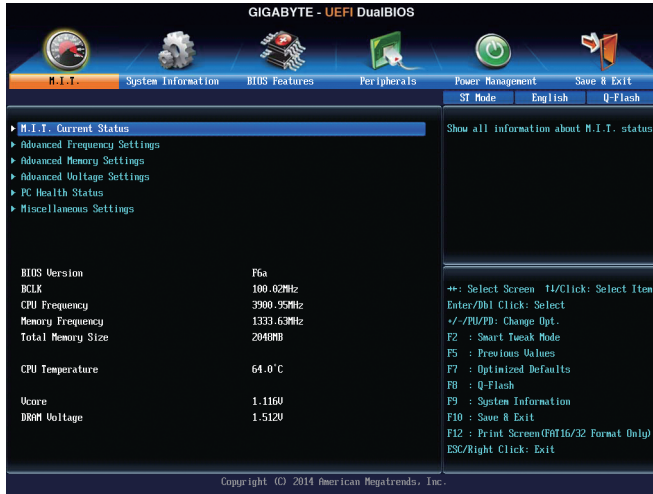 GIGABYTE - UEFI DualBIOS
M.I.T. System Information BIOS Features Peripherals Power Management Save & Exit
ST Mode English Q-Flash
M.I.T. Current Status
Advanced Frequency Settings
Advanced Memory Settings
Advanced Voltage Settings
PC Health Status
Miscellaneous Settings
BIOS Version F6a
BCLK 100.02MHz
CPU Frequency 3900.95MHz
Memory Frequency 1333.63MHz
Total Memory Size 2048MB
CPU Temperature 64.0°C
Vcore 1.116V
DRAM Voltage 1.512V
Show all information about M.I.T. status
→←: Select Screen ↑↓/Click: Select Item
Enter/Dbl Click: Select
+/-/PU/PD: Change Opt.
F2 : Smart Tweak Mode
F5 : Previous Values
F7 : Optimized Defaults
F8 : Q-Flash
F9 : System Information
F10 : Save & Exit
F12 : Print Screen(FAT16/32 Format Only)
ESC/Right Click: Exit
Copyright (C) 2014 American Megatrends, Inc.